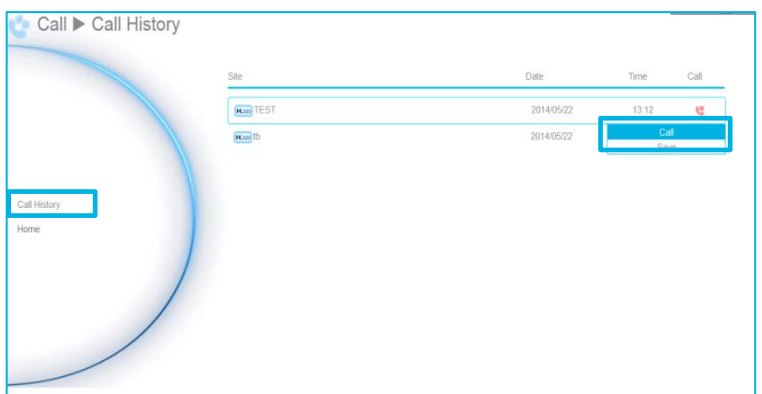 Call ▶ Call History
Site Date Time Call
H.323 TEST 2014/05/22 13:12
H.323 tb 2014/05/22
Call
Save
Call History
Home